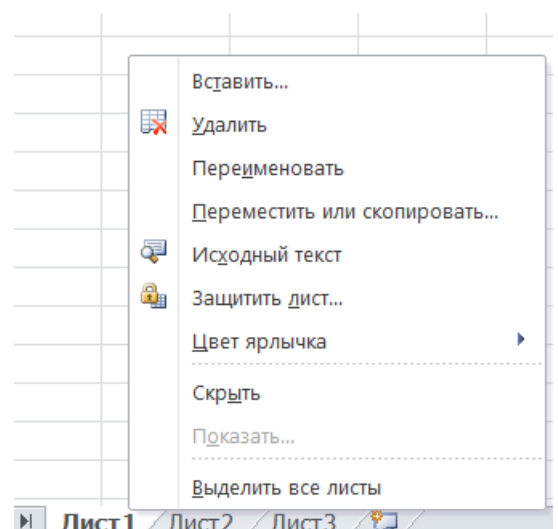 Вставить...
Удалить
Переименовать
Переместить или скопировать...
Исходный текст
Защитить лист...
Цвет ярлычка
Скрыть
Показать...
Выделить все листы
Лист1 Лист2 Лист3